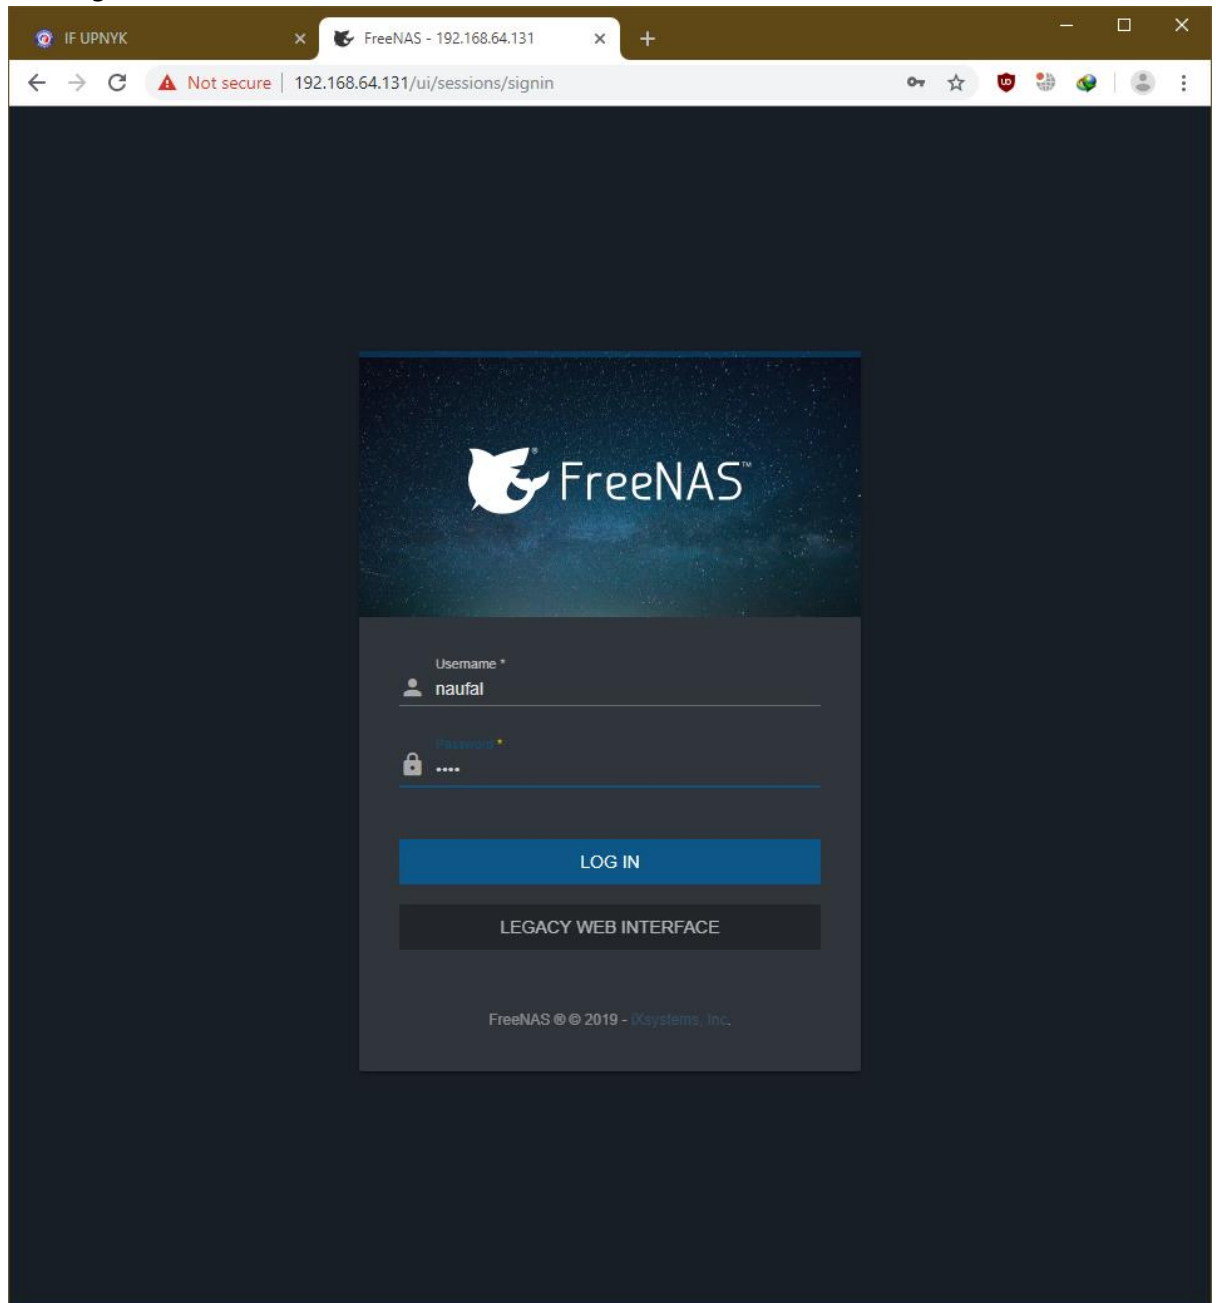 IF UPNYK
FreeNAS - 192.168.64.131
Not secure | 192.168.64.131/ui/sessions/signin
FreeNAS™
Username *
naufal
Password *
••••
LOG IN
LEGACY WEB INTERFACE
FreeNAS ® © 2019 - iXsystems, Inc.